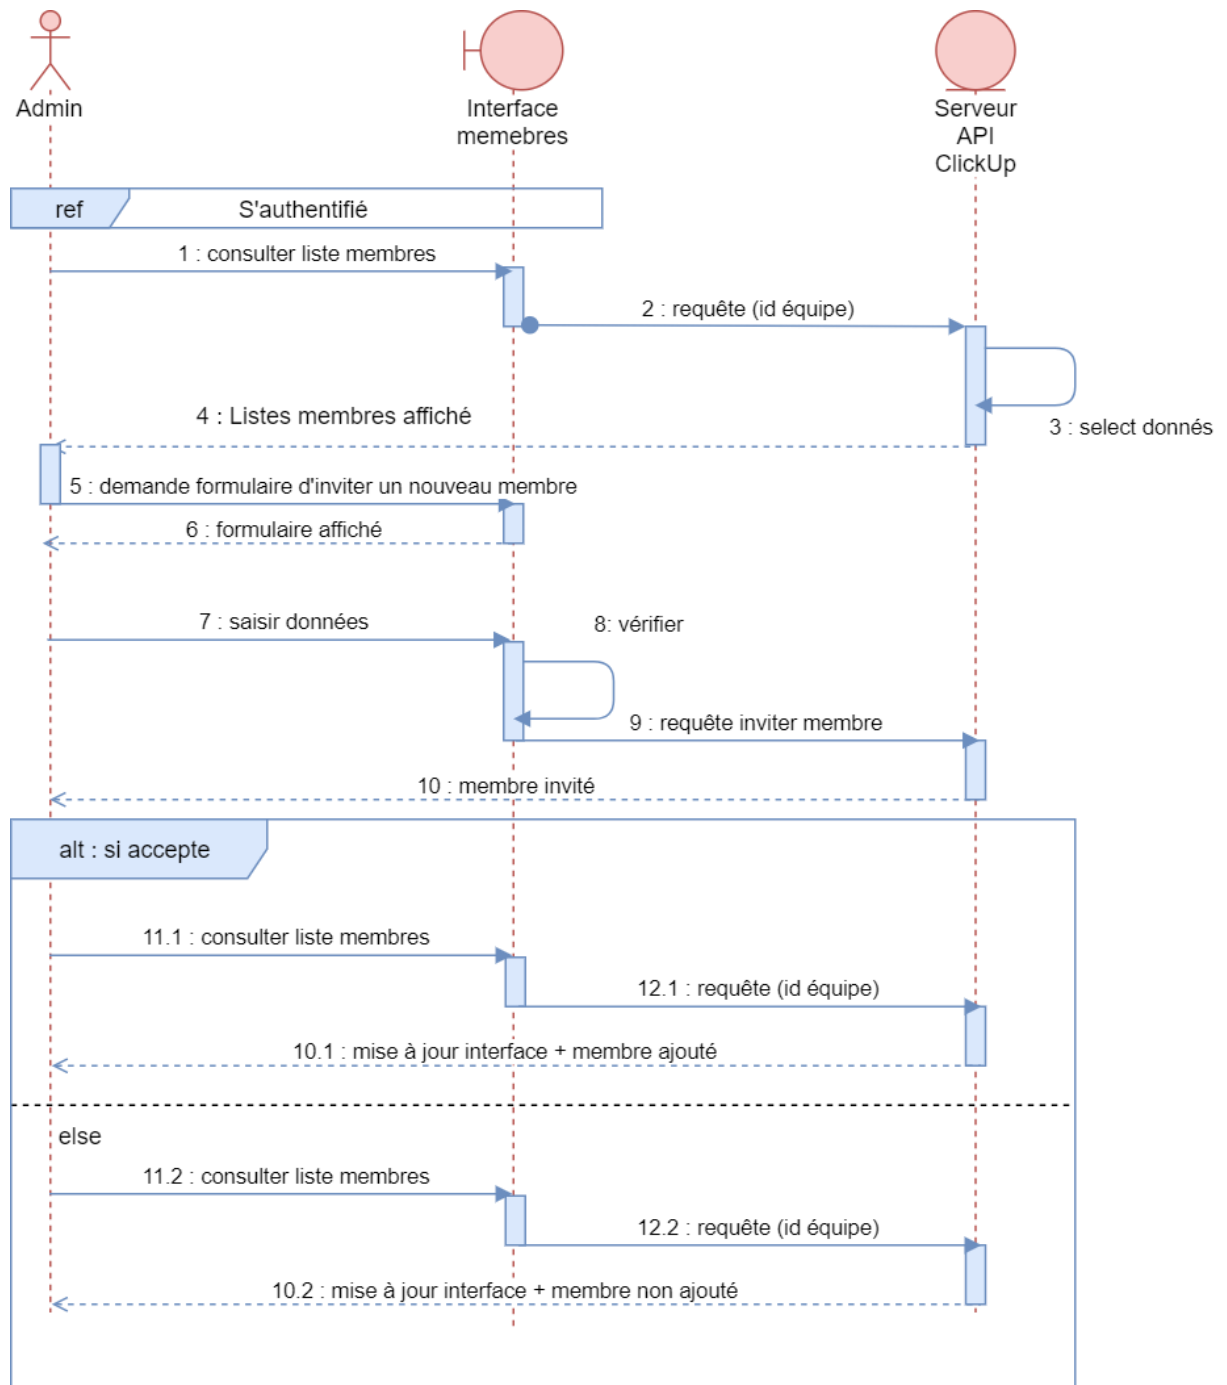 Admin
Interface
memebres
Serveur
API
ClickUp
ref
S'authentifié
1 : consulter liste membres
2 : requête (id équipe)
3 : select donnés
4 : Listes membres affiché
5 : demande formulaire d'inviter un nouveau membre
6 : formulaire affiché
7 : saisir données
8: vérifier
9 : requête inviter membre
10 : membre invité
alt : si accepte
11.1 : consulter liste membres
12.1 : requête (id équipe)
10.1 : mise à jour interface + membre ajouté
else
11.2 : consulter liste membres
12.2 : requête (id équipe)
10.2 : mise à jour interface + membre non ajouté